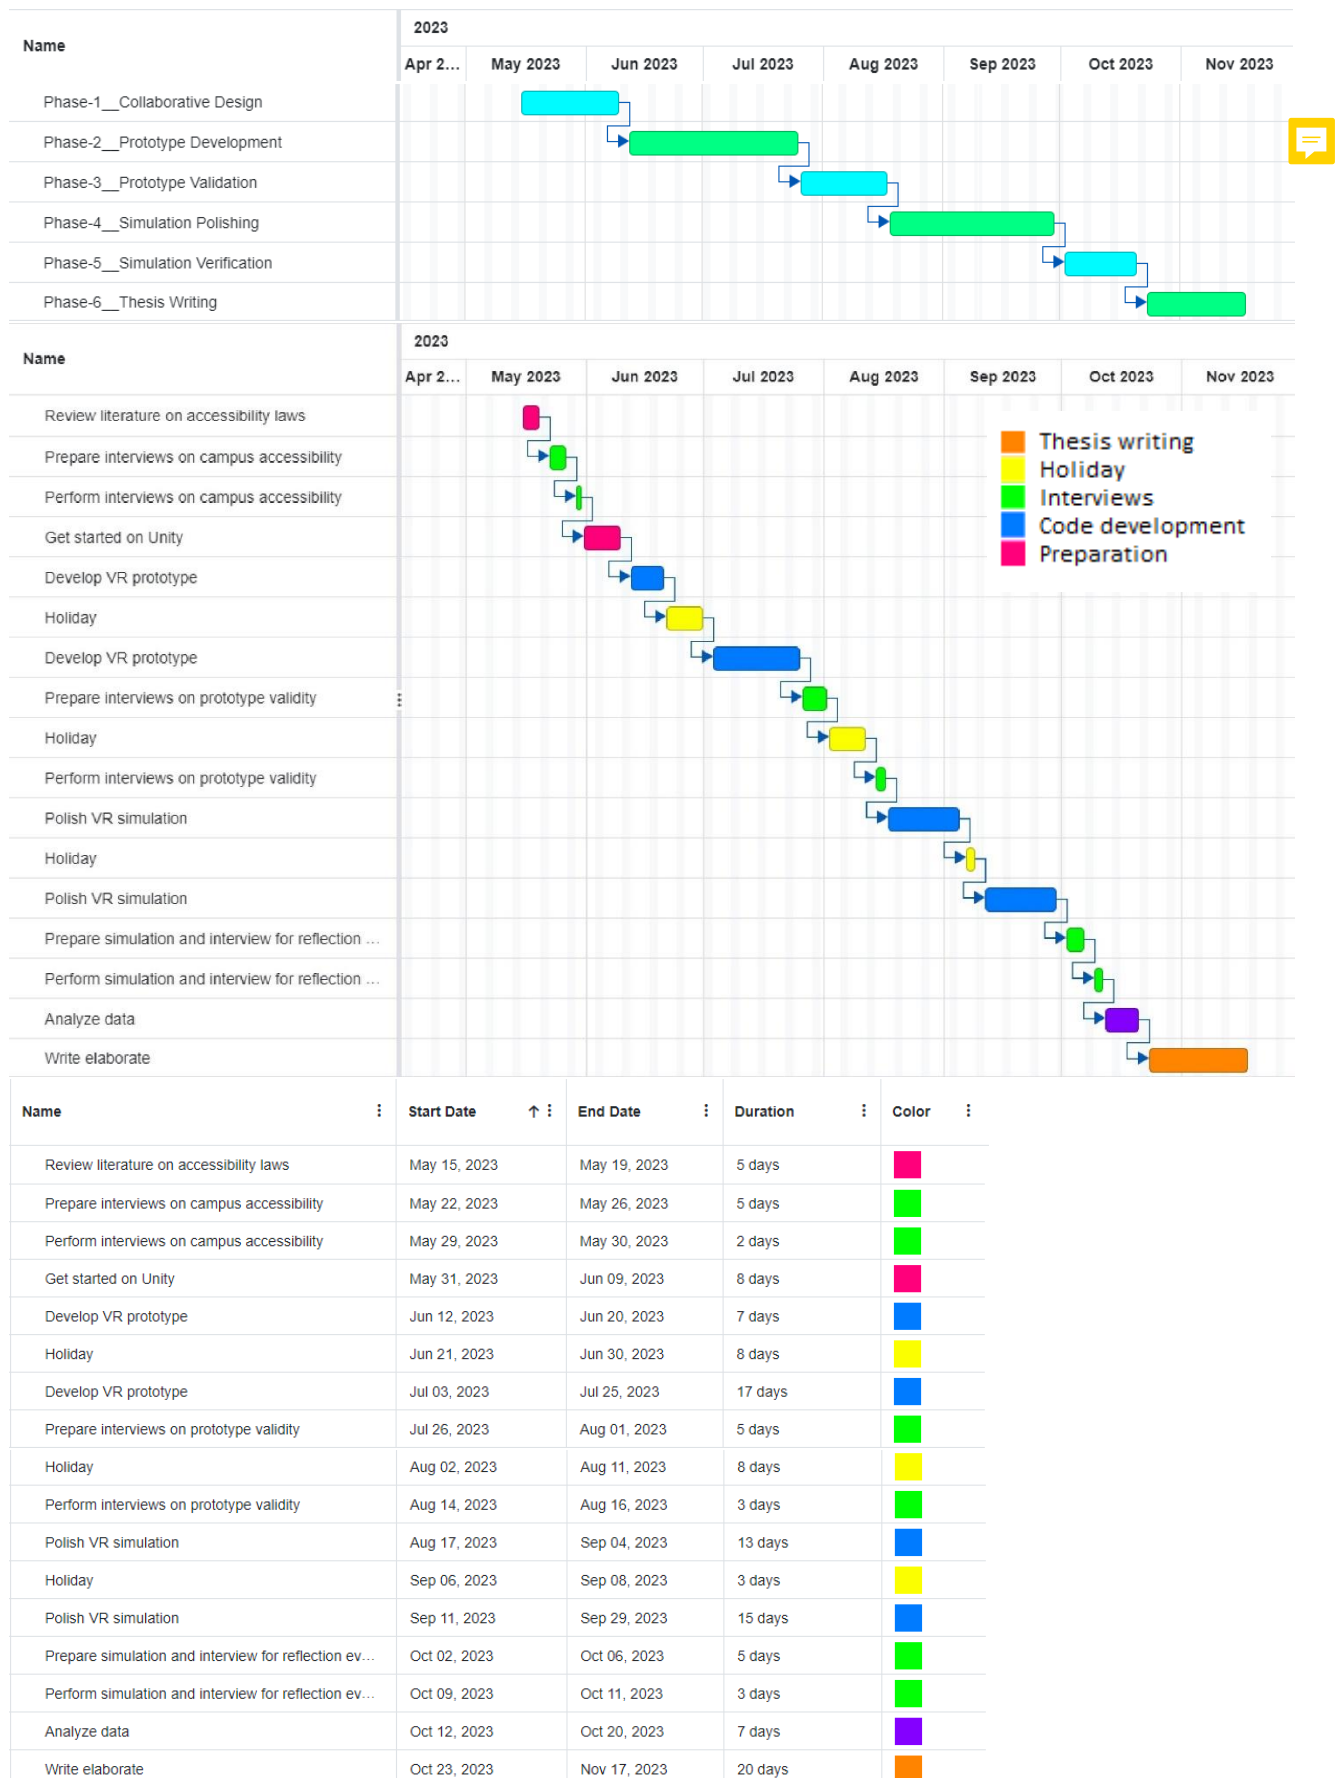 2023
Name
Apr 2... May 2023 Jun 2023 Jul 2023 Aug 2023 Sep 2023 Oct 2023 Nov 2023
Phase-1__Collaborative Design
Phase-2__Prototype Development
Phase-3__Prototype Validation
Phase-4__Simulation Polishing
Phase-5__Simulation Verification
Phase-6__Thesis Writing
2023
Name
Apr 2... May 2023 Jun 2023 Jul 2023 Aug 2023 Sep 2023 Oct 2023 Nov 2023
Review literature on accessibility laws
Prepare interviews on campus accessibility
Perform interviews on campus accessibility
Get started on Unity
Develop VR prototype
Holiday
Develop VR prototype
Prepare interviews on prototype validity
Holiday
Perform interviews on prototype validity
Polish VR simulation
Holiday
Polish VR simulation
Prepare simulation and interview for reflection ...
Perform simulation and interview for reflection ...
Analyze data
Write elaborate
Thesis writing
Holiday
Interviews
Code development
Preparation
Name Start Date End Date Duration Color
Review literature on accessibility laws May 15, 2023 May 19, 2023 5 days
Prepare interviews on campus accessibility May 22, 2023 May 26, 2023 5 days
Perform interviews on campus accessibility May 29, 2023 May 30, 2023 2 days
Get started on Unity May 31, 2023 Jun 09, 2023 8 days
Develop VR prototype Jun 12, 2023 Jun 20, 2023 7 days
Holiday Jun 21, 2023 Jun 30, 2023 8 days
Develop VR prototype Jul 03, 2023 Jul 25, 2023 17 days
Prepare interviews on prototype validity Jul 26, 2023 Aug 01, 2023 5 days
Holiday Aug 02, 2023 Aug 11, 2023 8 days
Perform interviews on prototype validity Aug 14, 2023 Aug 16, 2023 3 days
Polish VR simulation Aug 17, 2023 Sep 04, 2023 13 days
Holiday Sep 06, 2023 Sep 08, 2023 3 days
Polish VR simulation Sep 11, 2023 Sep 29, 2023 15 days
Prepare simulation and interview for reflection ev... Oct 02, 2023 Oct 06, 2023 5 days
Perform simulation and interview for reflection ev... Oct 09, 2023 Oct 11, 2023 3 days
Analyze data Oct 12, 2023 Oct 20, 2023 7 days
Write elaborate Oct 23, 2023 Nov 17, 2023 20 days